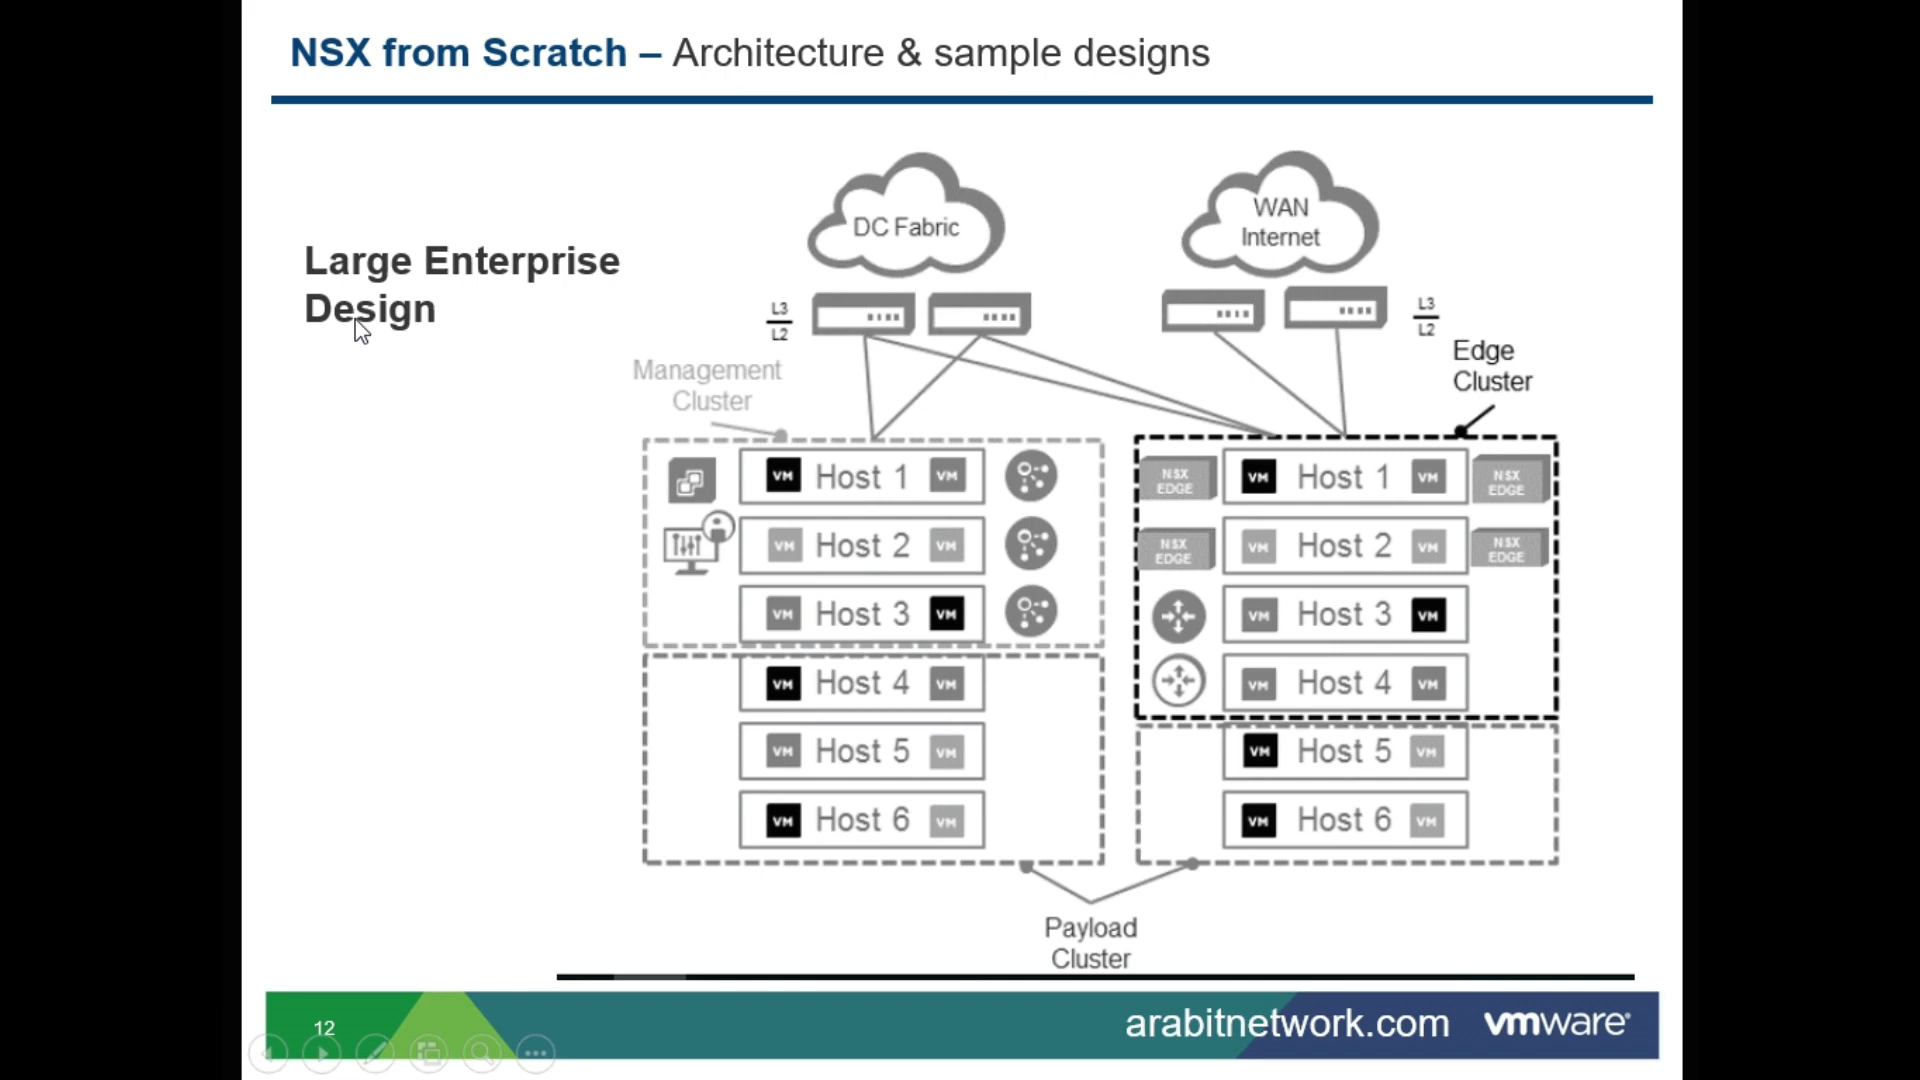 NSX from Scratch – Architecture & sample designs
Large Enterprise
Design
DC Fabric
WAN
Internet
L3
L2
L3
L2
Management
Cluster
Edge
Cluster
VM Host 1 VM
VM Host 2 VM
VM Host 3 VM
VM Host 4 VM
VM Host 5 VM
VM Host 6 VM
NSX
EDGE
VM Host 1 VM
NSX
EDGE
NSX
EDGE
VM Host 2 VM
NSX
EDGE
VM Host 3 VM
VM Host 4 VM
VM Host 5 VM
VM Host 6 VM
Payload
Cluster
12
arabitnetwork.com
vmware®